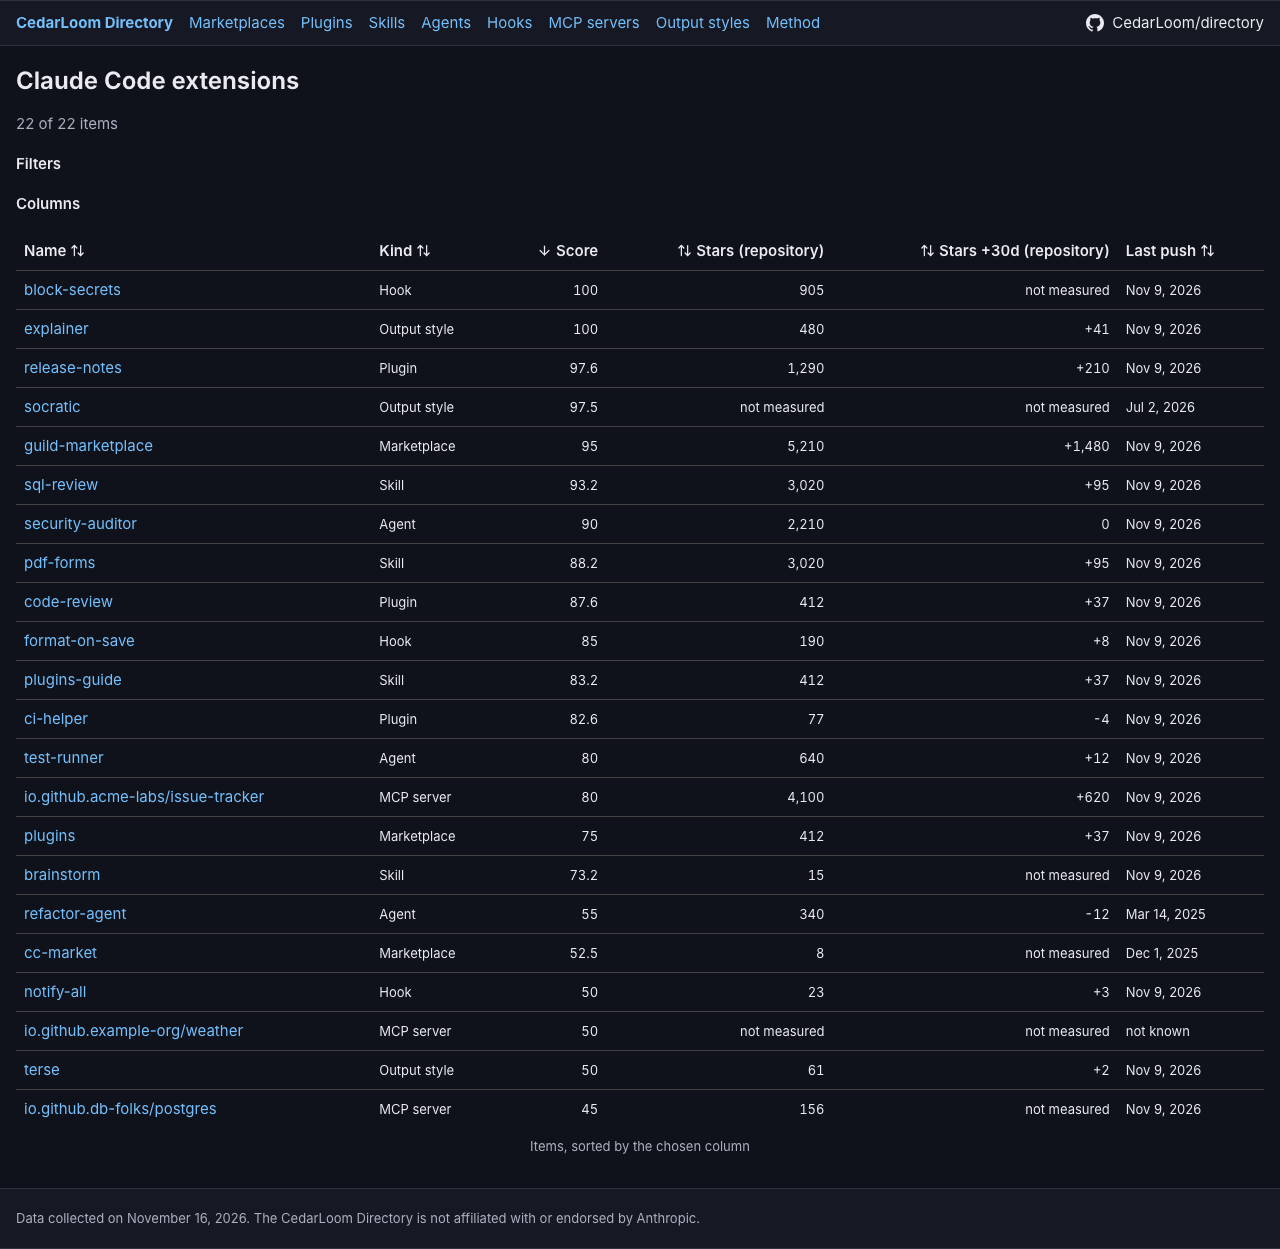 CedarLoom Directory Marketplaces Plugins Skills Agents Hooks MCP servers Output styles Method CedarLoom/directory
Claude Code extensions
22 of 22 items
Filters
Columns
Name ↑↓ Kind ↑↓ ↓ Score ↑↓ Stars (repository) ↑↓ Stars +30d (repository) Last push ↑↓
block-secrets Hook 100 905 not measured Nov 9, 2026
explainer Output style 100 480 +41 Nov 9, 2026
release-notes Plugin 97.6 1,290 +210 Nov 9, 2026
socratic Output style 97.5 not measured not measured Jul 2, 2026
guild-marketplace Marketplace 95 5,210 +1,480 Nov 9, 2026
sql-review Skill 93.2 3,020 +95 Nov 9, 2026
security-auditor Agent 90 2,210 0 Nov 9, 2026
pdf-forms Skill 88.2 3,020 +95 Nov 9, 2026
code-review Plugin 87.6 412 +37 Nov 9, 2026
format-on-save Hook 85 190 +8 Nov 9, 2026
plugins-guide Skill 83.2 412 +37 Nov 9, 2026
ci-helper Plugin 82.6 77 -4 Nov 9, 2026
test-runner Agent 80 640 +12 Nov 9, 2026
io.github.acme-labs/issue-tracker MCP server 80 4,100 +620 Nov 9, 2026
plugins Marketplace 75 412 +37 Nov 9, 2026
brainstorm Skill 73.2 15 not measured Nov 9, 2026
refactor-agent Agent 55 340 -12 Mar 14, 2025
cc-market Marketplace 52.5 8 not measured Dec 1, 2025
notify-all Hook 50 23 +3 Nov 9, 2026
io.github.example-org/weather MCP server 50 not measured not measured not known
terse Output style 50 61 +2 Nov 9, 2026
io.github.db-folks/postgres MCP server 45 156 not measured Nov 9, 2026
Items, sorted by the chosen column
Data collected on November 16, 2026. The CedarLoom Directory is not affiliated with or endorsed by Anthropic.